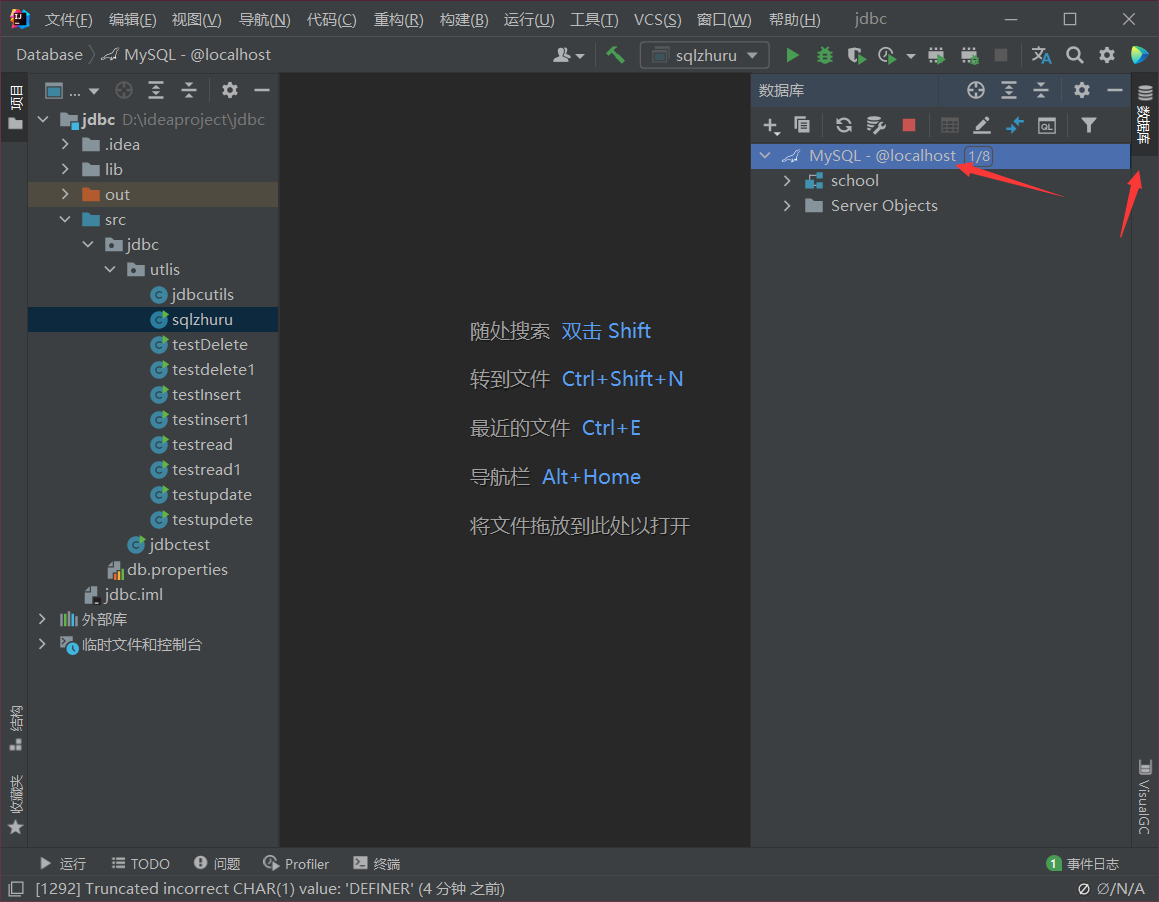 文件(F) 编辑(E) 视图(V) 导航(N) 代码(C) 重构(R) 构建(B) 运行(U) 工具(T) VCS(S) 窗口(W) 帮助(H) jdbc
Database MySQL - @localhost
sqlzhuru
项目
...
jdbc D:\ideaproject\jdbc
.idea
lib
out
src
jdbc
utlis
jdbcutils
sqlzhuru
testDelete
testdelete1
testInsert
testinsert1
testread
testread1
testupdate
testupdete
jdbctest
db.properties
jdbc.iml
外部库
临时文件和控制台
结构
收藏夹
随处搜索 双击 Shift
转到文件 Ctrl+Shift+N
最近的文件 Ctrl+E
导航栏 Alt+Home
将文件拖放到此处以打开
数据库
QL
MySQL - @localhost 1/8
school
Server Objects
数据库
VisualGC
运行 TODO 问题 Profiler 终端 1 事件日志
[1292] Truncated incorrect CHAR(1) value: 'DEFINER' (4 分钟 之前) ∅/N/A